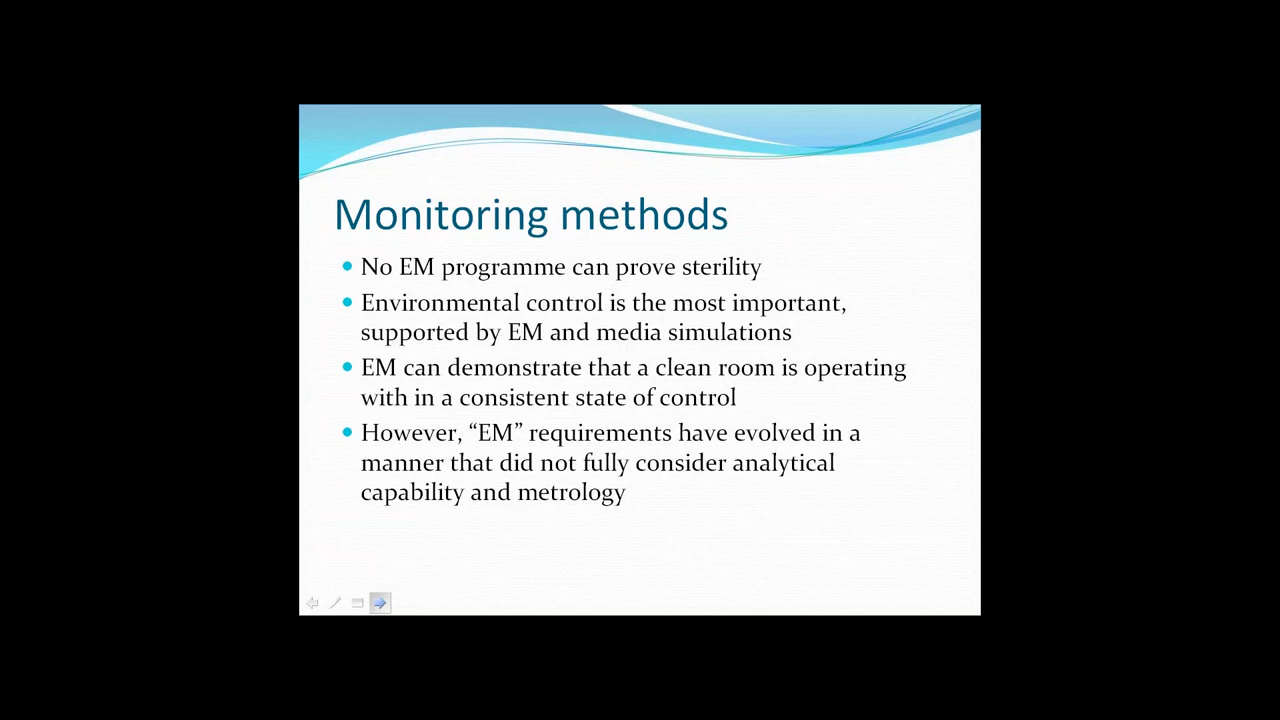 Monitoring methods
No EM programme can prove sterility
Environmental control is the most important,
supported by EM and media simulations
EM can demonstrate that a clean room is operating
with in a consistent state of control
However, “EM” requirements have evolved in a
manner that did not fully consider analytical
capability and metrology